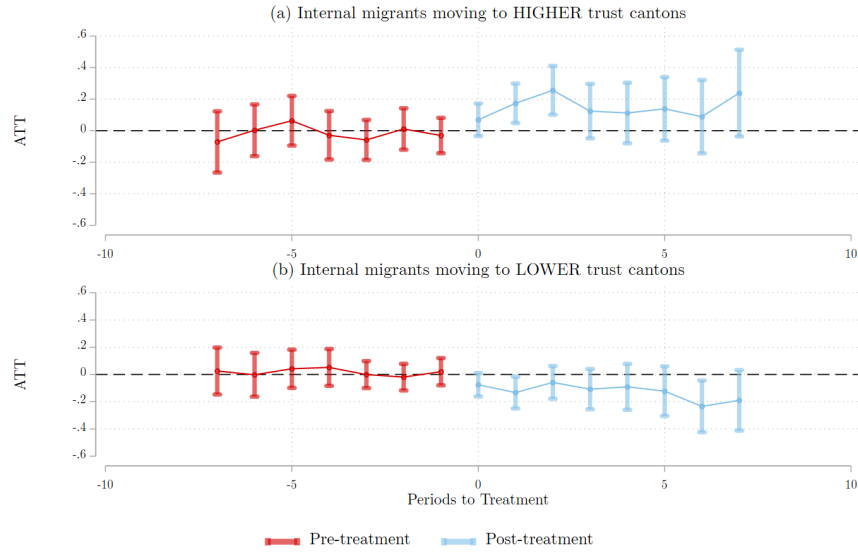 (a) Internal migrants moving to HIGHER trust cantons
.6
.4
.2
0
-.2
-.4
-.6
ATT
-10 -5 0 5 10
(b) Internal migrants moving to LOWER trust cantons
.6
.4
.2
0
-.2
-.4
-.6
ATT
-10 -5 0 5 10
Periods to Treatment
Pre-treatment Post-treatment